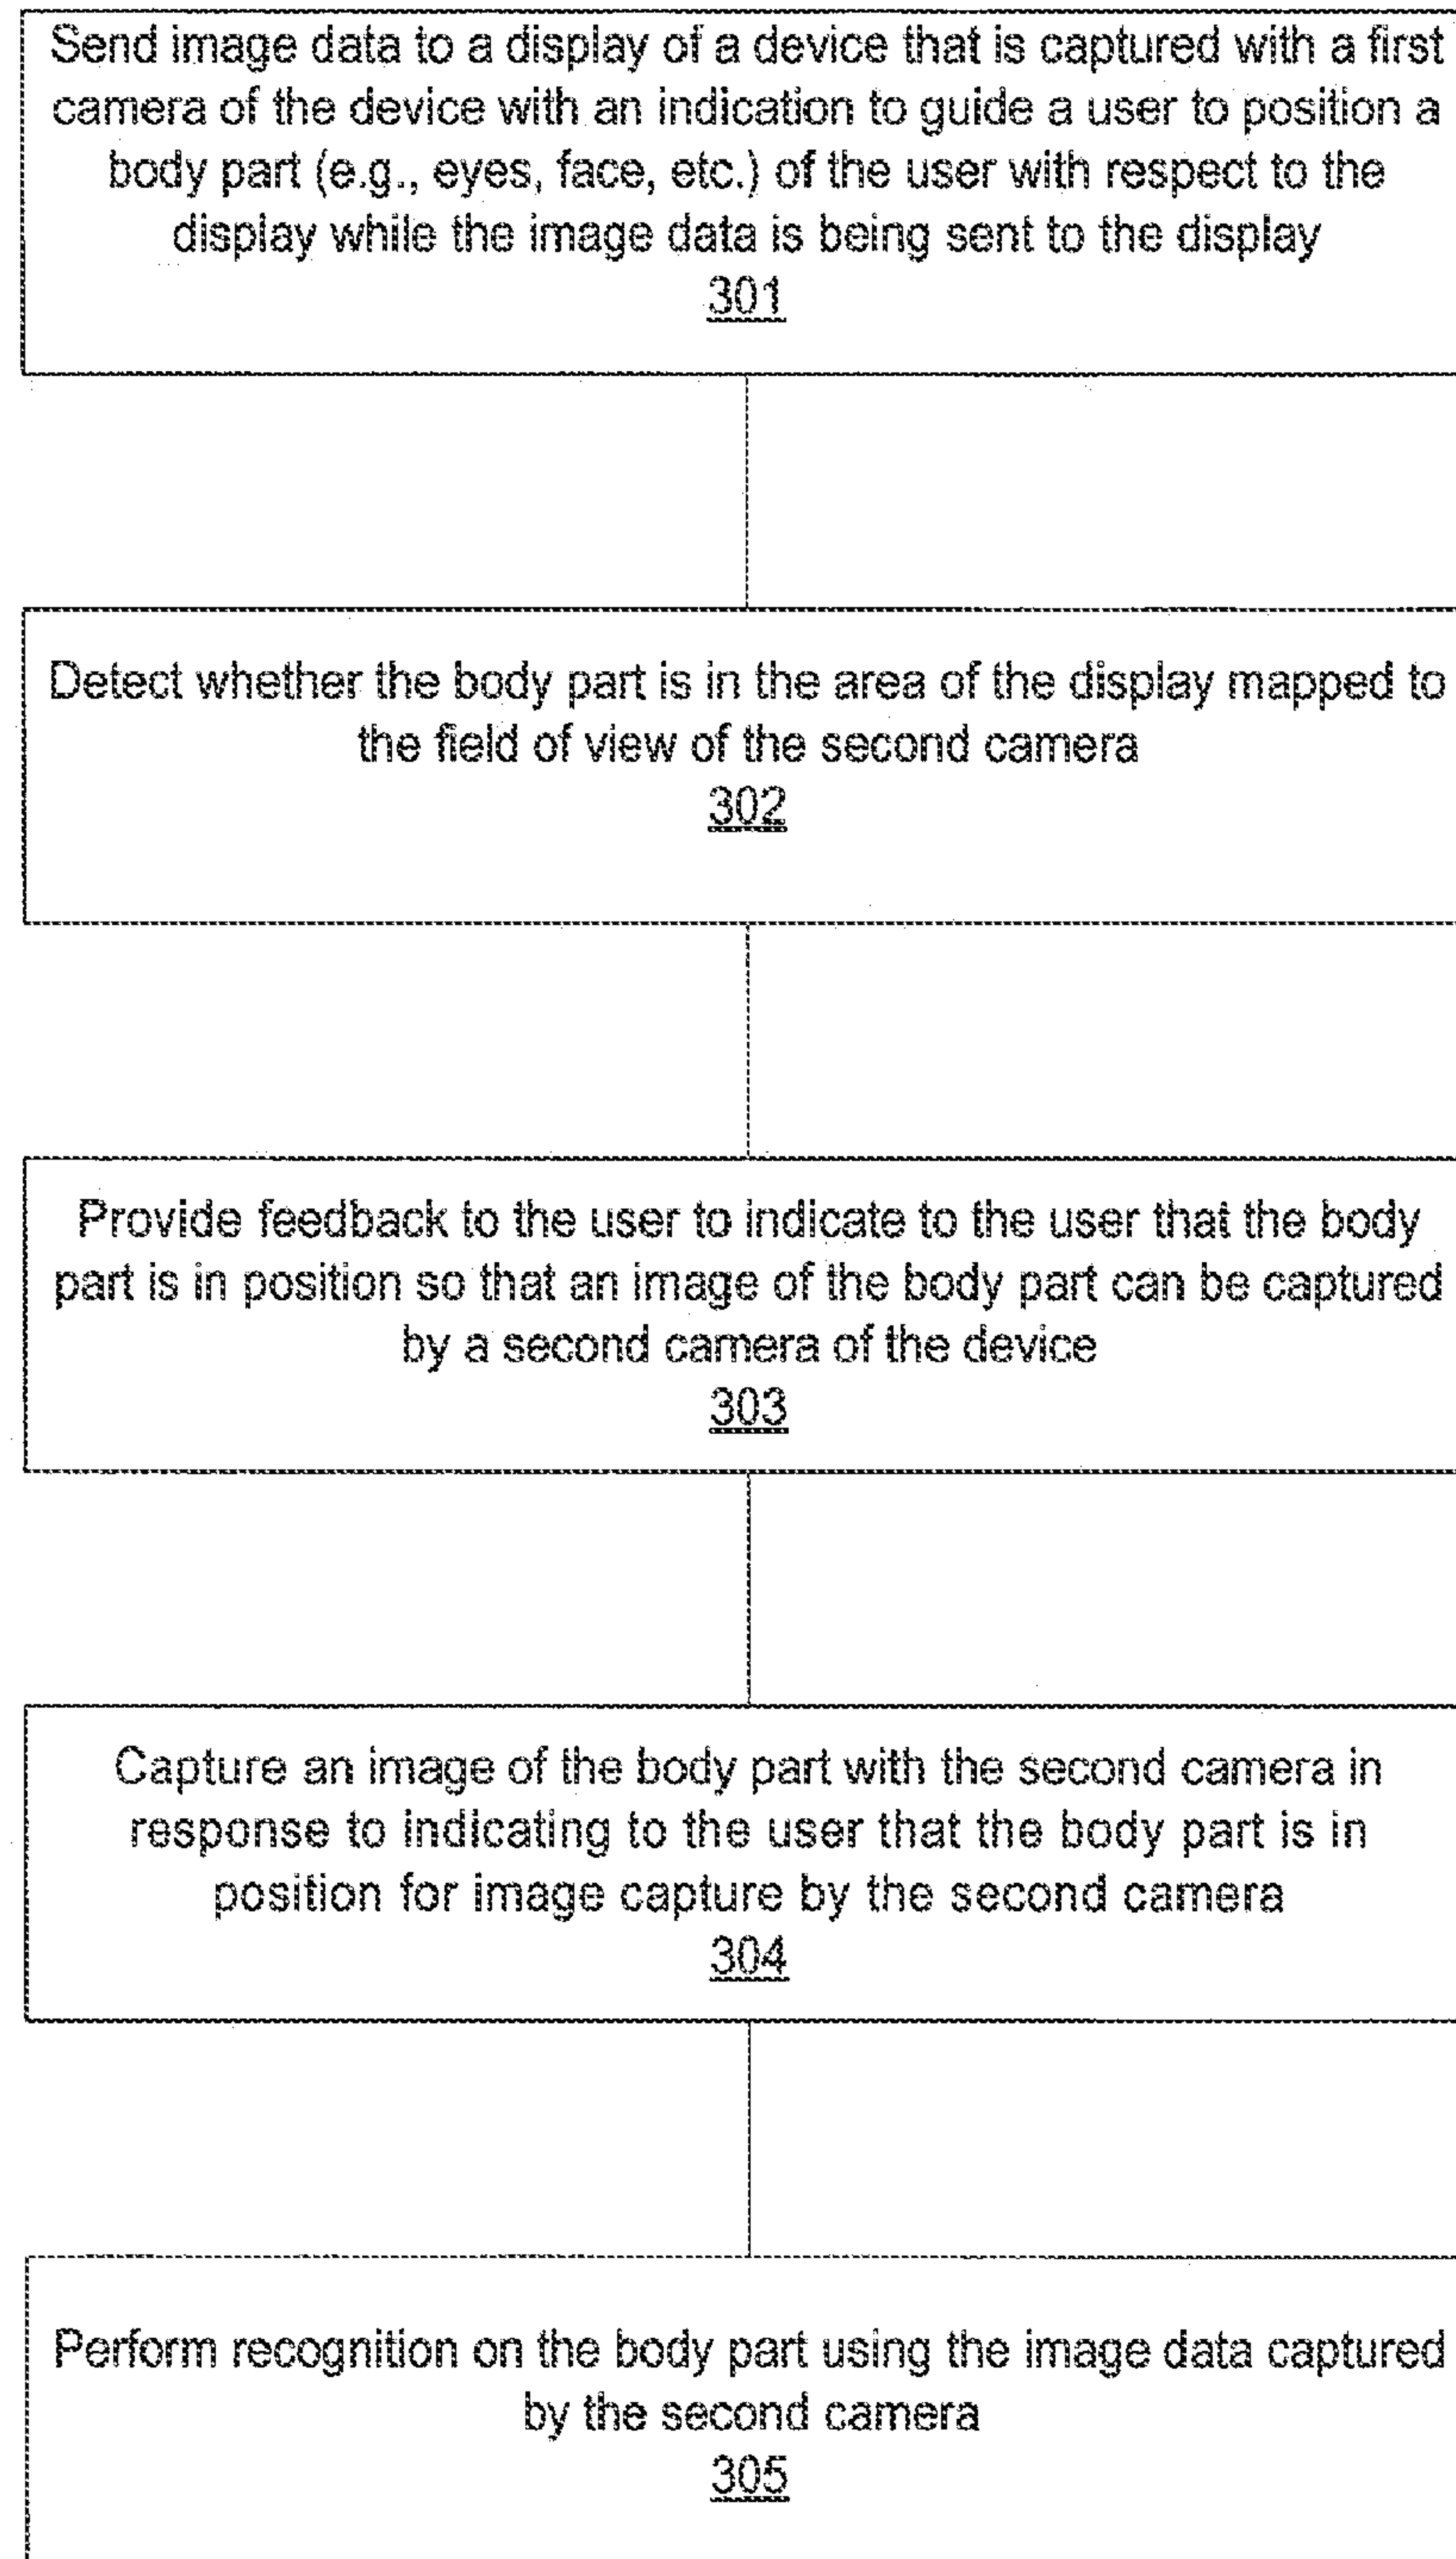 Send image data to a display of a device that is captured with a first
camera of the device with an indication to guide a user to position a
body part (e.g., eyes, face, etc.) of the user with respect to the
display while the image data is being sent to the display
301
Detect whether the body part is in the area of the display mapped to
the field of view of the second camera
302
Provide feedback to the user to indicate to the user that the body
part is in position so that an image of the body part can be captured
by a second camera of the device
303
Capture an image of the body part with the second camera in
response to indicating to the user that the body part is in
position for image capture by the second camera
304
Perform recognition on the body part using the image data captured
by the second camera
305